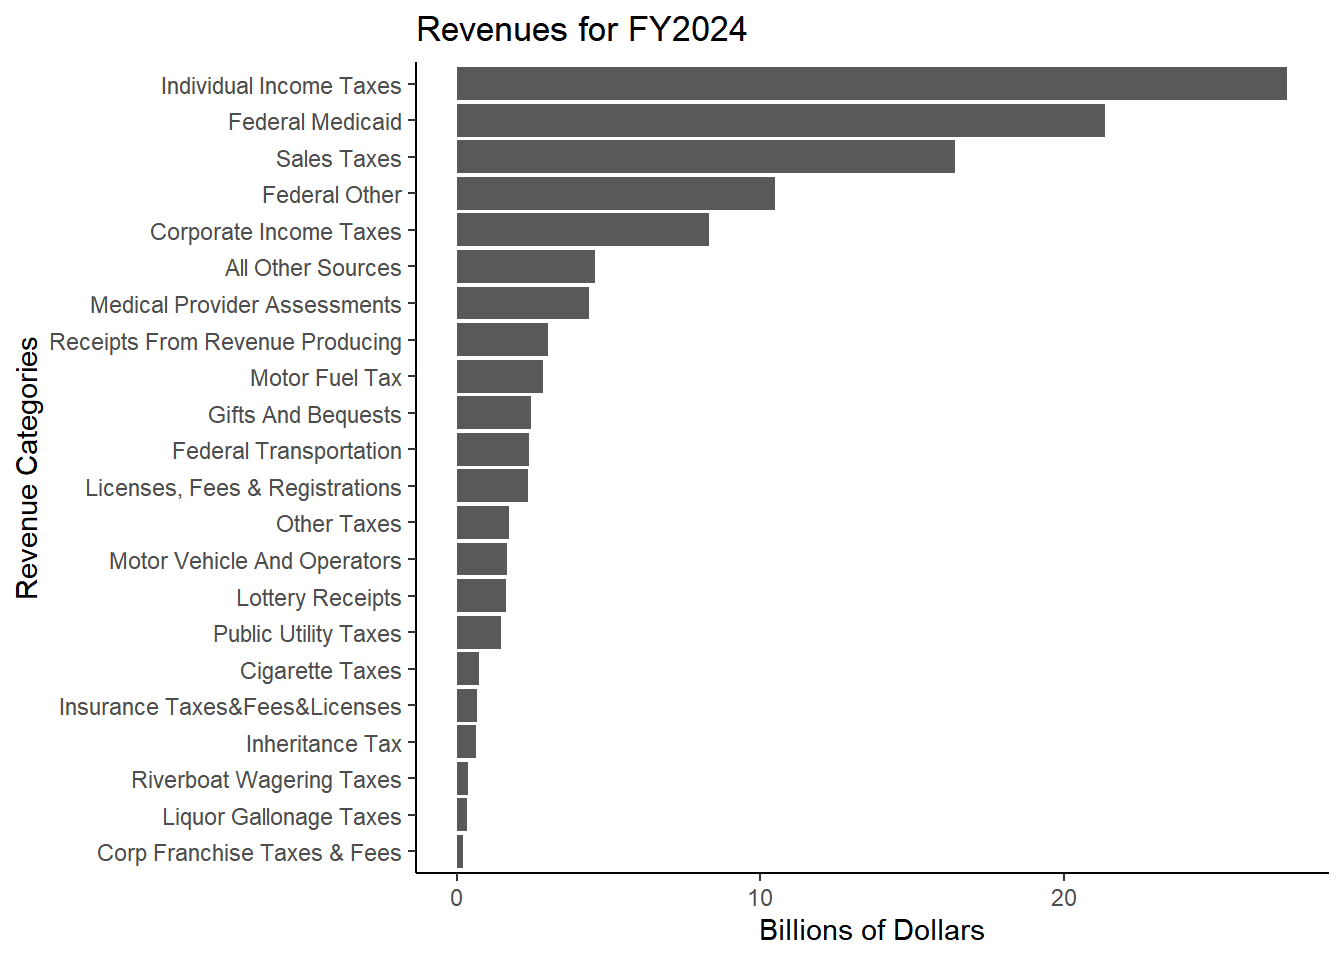 Revenues for FY2024
Individual Income Taxes
Federal Medicaid
Sales Taxes
Federal Other
Corporate Income Taxes
All Other Sources
Medical Provider Assessments
Receipts From Revenue Producing
Motor Fuel Tax
Gifts And Bequests
Federal Transportation
Licenses, Fees & Registrations
Other Taxes
Motor Vehicle And Operators
Lottery Receipts
Public Utility Taxes
Cigarette Taxes
Insurance Taxes&Fees&Licenses
Inheritance Tax
Riverboat Wagering Taxes
Liquor Gallonage Taxes
Corp Franchise Taxes & Fees
Revenue Categories
0 10 20
Billions of Dollars